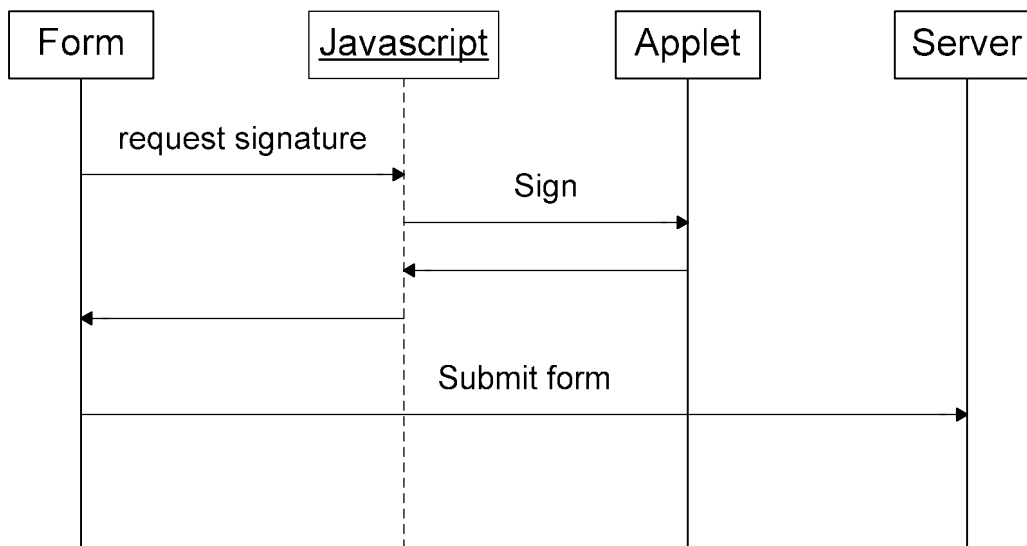 Form
Javascript
Applet
Server
request signature
Sign
Submit form